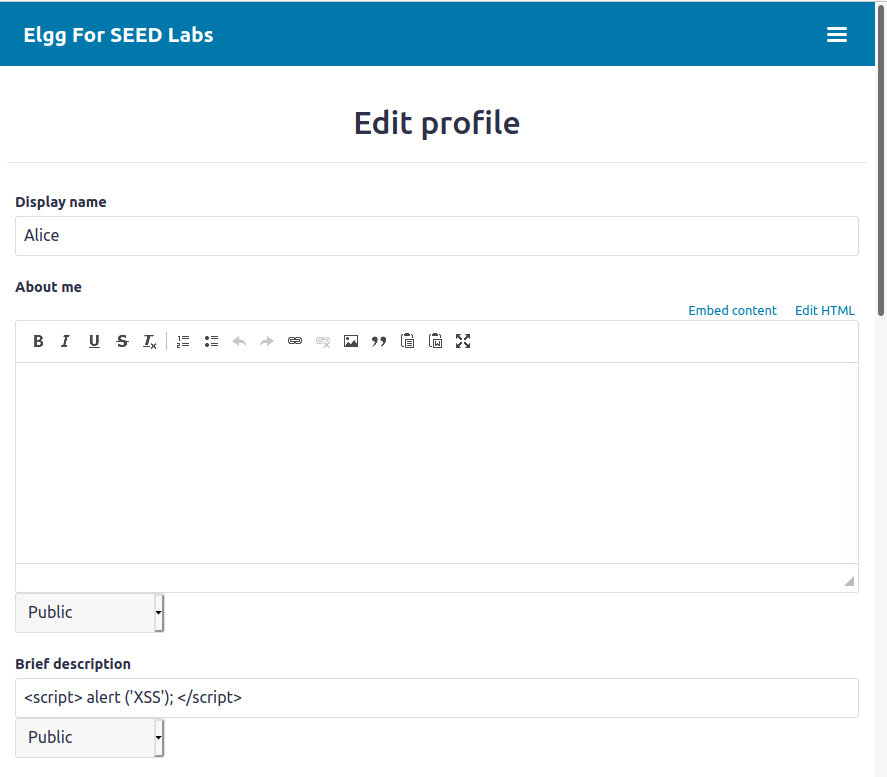 Elgg For SEED Labs
Edit profile
Display name
Alice
About me
Embed content Edit HTML
B I U S Tx
Public
Brief description
<script> alert ('XSS'); </script>
Public